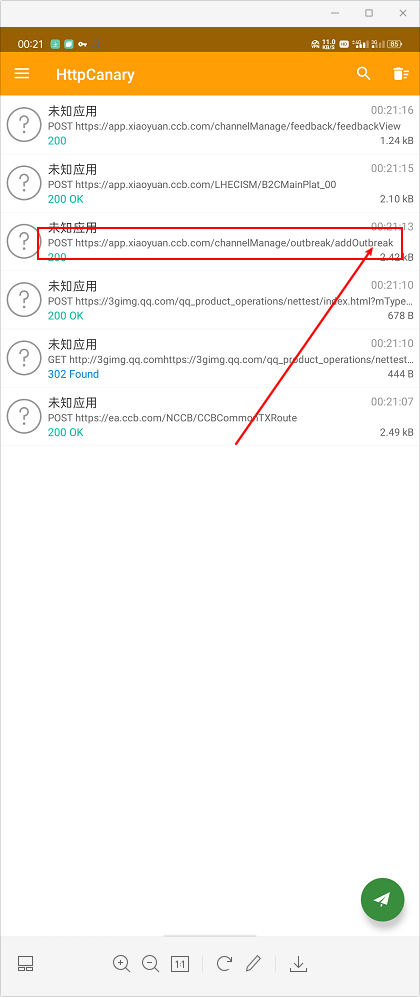 00:21
11.0
KB/S
HD
85
HttpCanary
未知应用
00:21:16
POST https://app.xiaoyuan.ccb.com/channelManage/feedback/feedbackView
200
1.24 kB
未知应用
00:21:15
POST https://app.xiaoyuan.ccb.com/LHECISM/B2CMainPlat_00
200 OK
2.10 kB
未知应用
00:21:13
POST https://app.xiaoyuan.ccb.com/channelManage/outbreak/addOutbreak
200
2.42 kB
未知应用
00:21:10
POST https://3gimg.qq.com/qq_product_operations/nettest/index.html?mType...
200 OK
678 B
未知应用
00:21:10
GET http://3gimg.qq.comhttps://3gimg.qq.com/qq_product_operations/nettest...
302 Found
444 B
未知应用
00:21:07
POST https://ea.ccb.com/NCCB/CCBCommonTXRoute
200 OK
2.49 kB
1:1